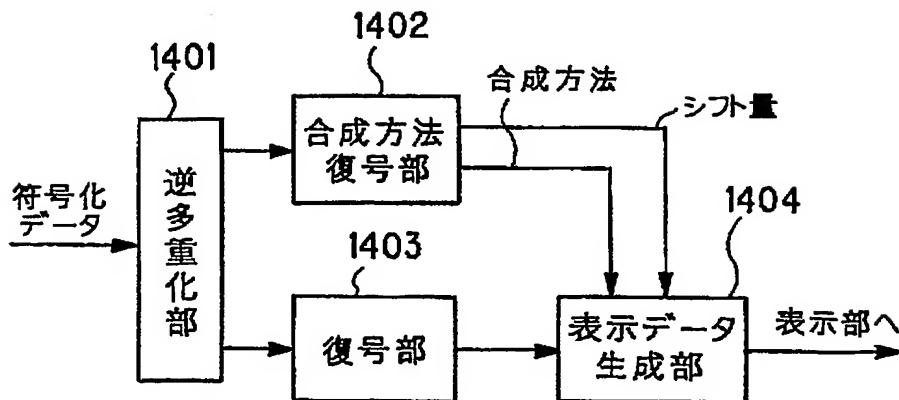 1401
1402
合成方法
シフト量
符号化
データ
逆多重化部
合成方法
復号部
1403
復号部
1404
表示データ
生成部
表示部へ